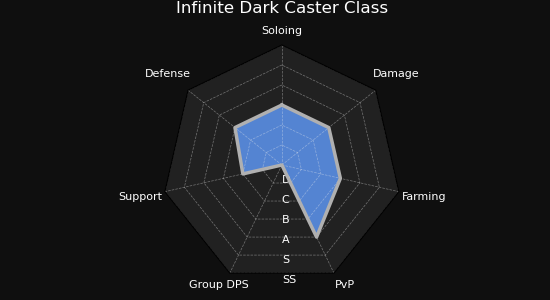 Infinite Dark Caster Class
Soloing
Defense
Damage
Support
Farming
D
C
B
A
S
SS
Group DPS
PvP